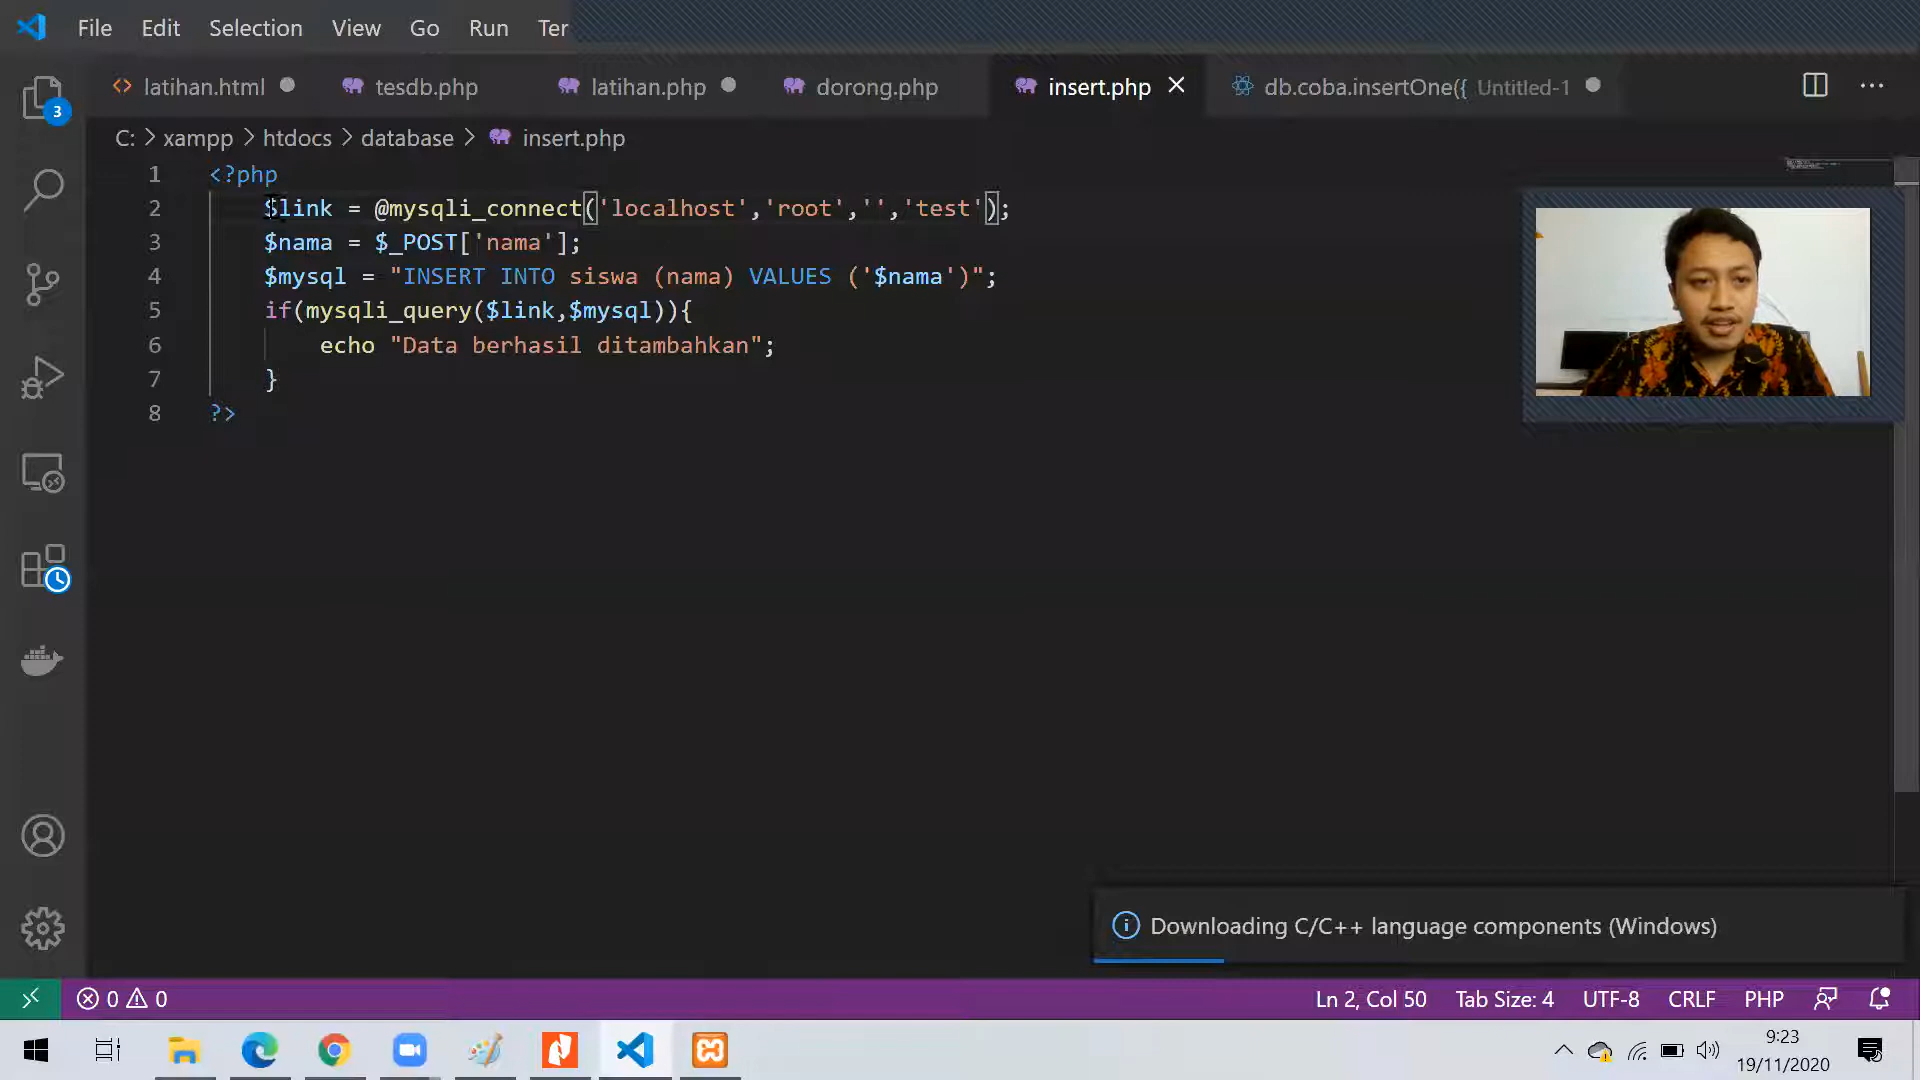 File Edit Selection View Go Run Ter
latihan.html tesdb.php latihan.php dorong.php insert.php db.coba.insertOne({ Untitled-1
C: > xampp > htdocs > database > insert.php
1 <?php
2 $link = @mysqli_connect('localhost','root','','test');
3 $nama = $_POST['nama'];
4 $mysql = "INSERT INTO siswa (nama) VALUES ('$nama')";
5 if(mysqli_query($link,$mysql)){
6 echo "Data berhasil ditambahkan";
7 }
8 ?>
3
Downloading C/C++ language components (Windows)
0 0 Ln 2, Col 50 Tab Size: 4 UTF-8 CRLF PHP
9:23
19/11/2020